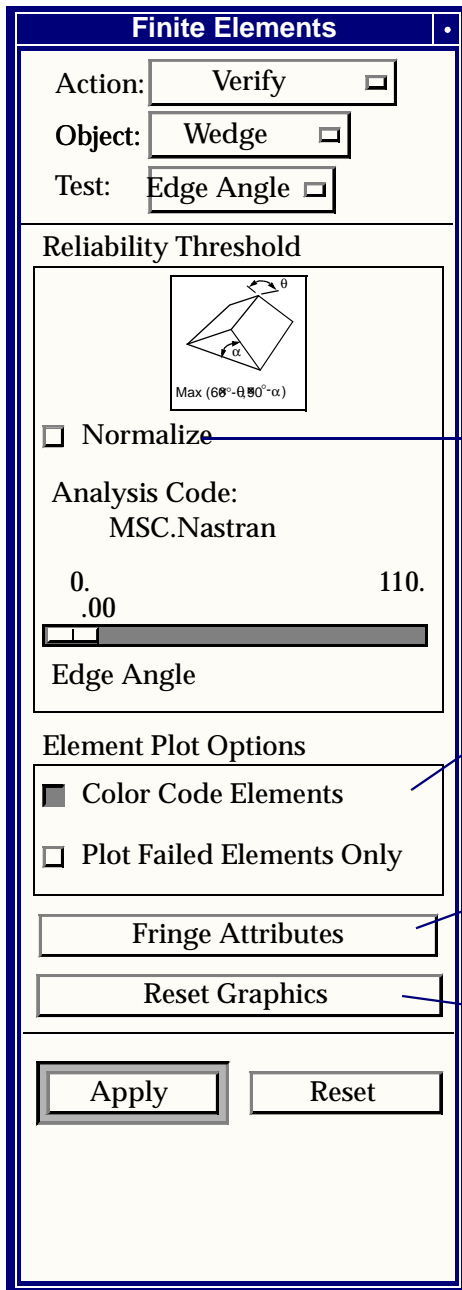 Finite Elements
Action: Verify
Object: Wedge
Test: Edge Angle
Reliability Threshold
θ
α
Max
Normalize
Analysis Code:
MSC.Nastran
0. 110.
.00
Edge Angle
Element Plot Options
Color Code Elements
Plot Failed Elements Only
Fringe Attributes
Reset Graphics
Apply Reset